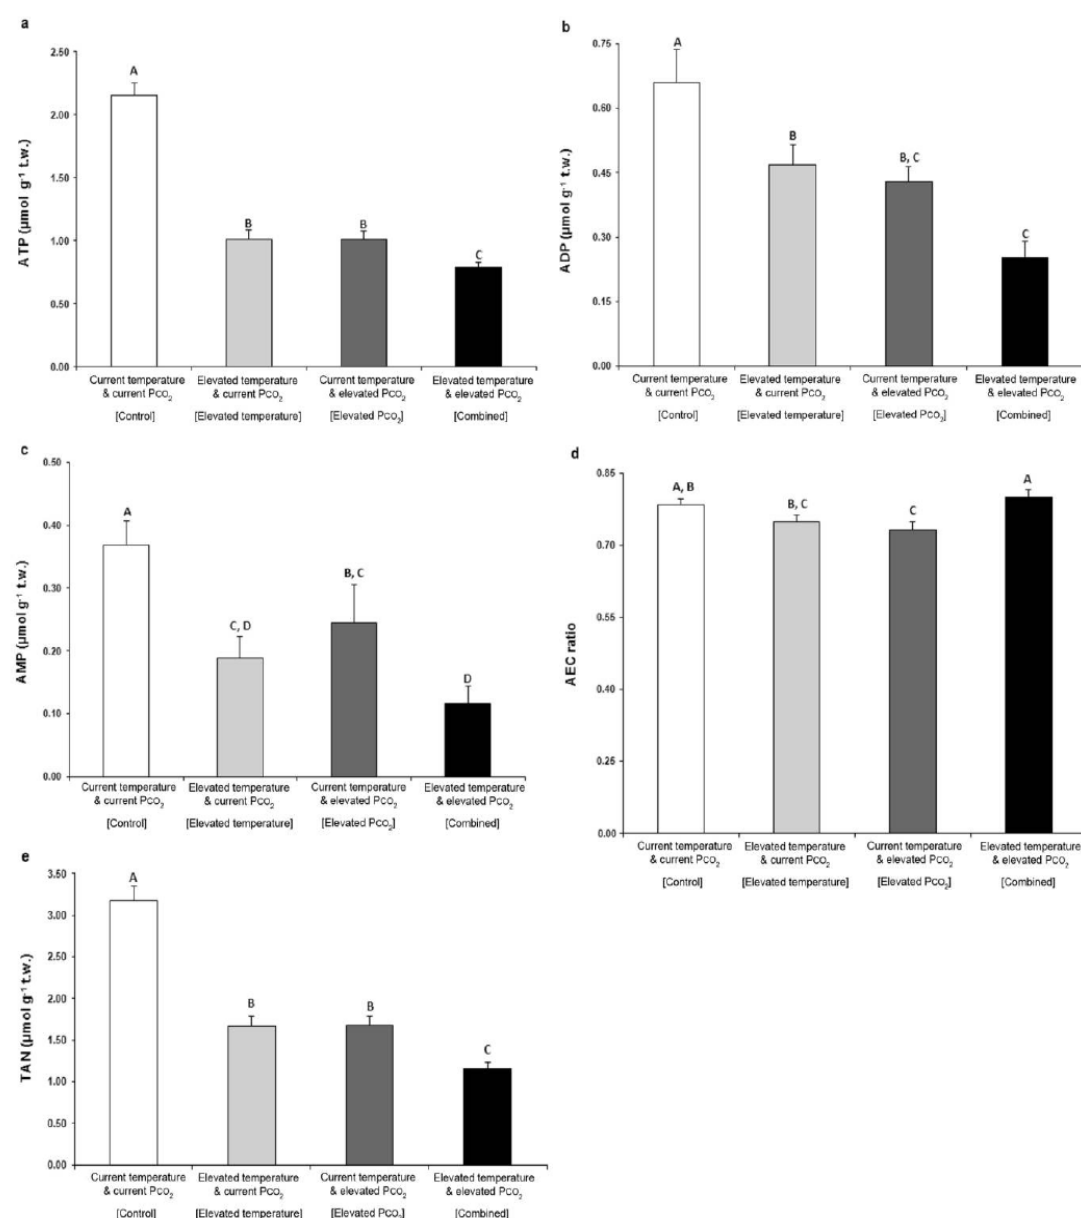 a
2.50
2.00
1.50
1.00
0.50
0.00
ATP (µmol g⁻¹ t.w.)
A
B
B
C
Current temperature Elevated temperature Current temperature Elevated temperature
& current PCO₂ & current PCO₂ & elevated PCO₂ & elevated PCO₂
[Control] [Elevated temperature] [Elevated PCO₂] [Combined]
b
0.75
0.60
0.45
0.30
0.15
0.00
ADP (µmol g⁻¹ t.w.)
A
B
B, C
C
Current temperature Elevated temperature Current temperature Elevated temperature
& current PCO₂ & current PCO₂ & elevated PCO₂ & elevated PCO₂
[Control] [Elevated temperature] [Elevated PCO₂] [Combined]
c
0.50
0.40
0.30
0.20
0.10
0.00
AMP (µmol g⁻¹ t.w.)
A
C, D
B, C
D
Current temperature Elevated temperature Current temperature Elevated temperature
& current PCO₂ & current PCO₂ & elevated PCO₂ & elevated PCO₂
[Control] [Elevated temperature] [Elevated PCO₂] [Combined]
d
0.85
0.70
0.55
0.40
0.25
0.00
AEC ratio
A, B
B, C
C
A
Current temperature Elevated temperature Current temperature Elevated temperature
& current PCO₂ & current PCO₂ & elevated PCO₂ & elevated PCO₂
[Control] [Elevated temperature] [Elevated PCO₂] [Combined]
e
3.50
3.00
2.50
2.00
1.50
1.00
0.50
0.00
TAN (µmol g⁻¹ t.w.)
A
B
B
C
Current temperature Elevated temperature Current temperature Elevated temperature
& current PCO₂ & current PCO₂ & elevated PCO₂ & elevated PCO₂
[Control] [Elevated temperature] [Elevated PCO₂] [Combined]